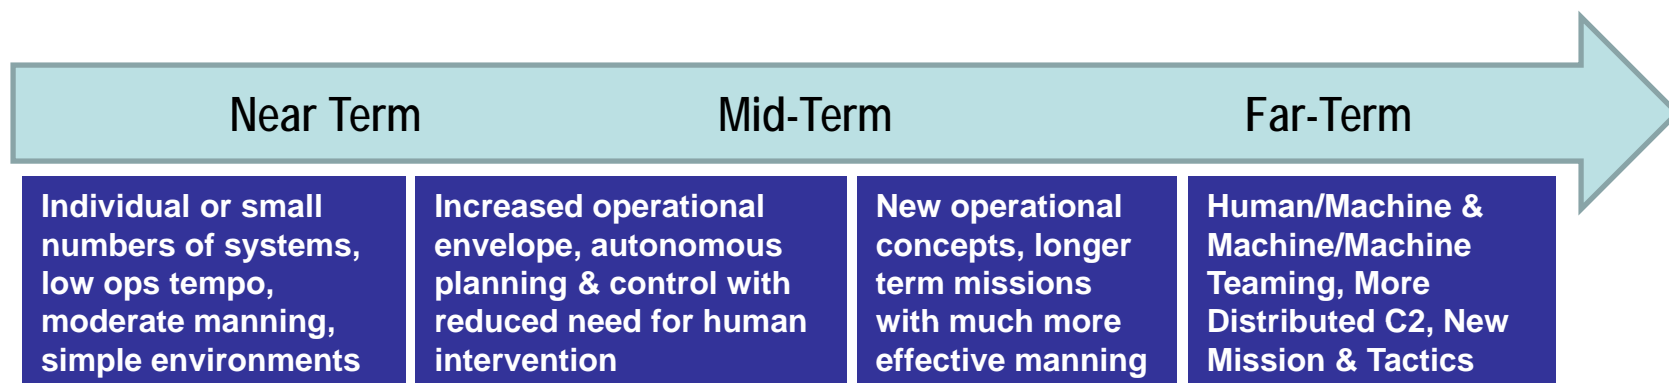 Near Term
Mid-Term
Far-Term
Individual or small
numbers of systems,
low ops tempo,
moderate manning,
simple environments
Increased operational
envelope, autonomous
planning & control with
reduced need for human
intervention
New operational
concepts, longer
term missions
with much more
effective manning
Human/Machine &
Machine/Machine
Teaming, More
Distributed C2, New
Mission & Tactics